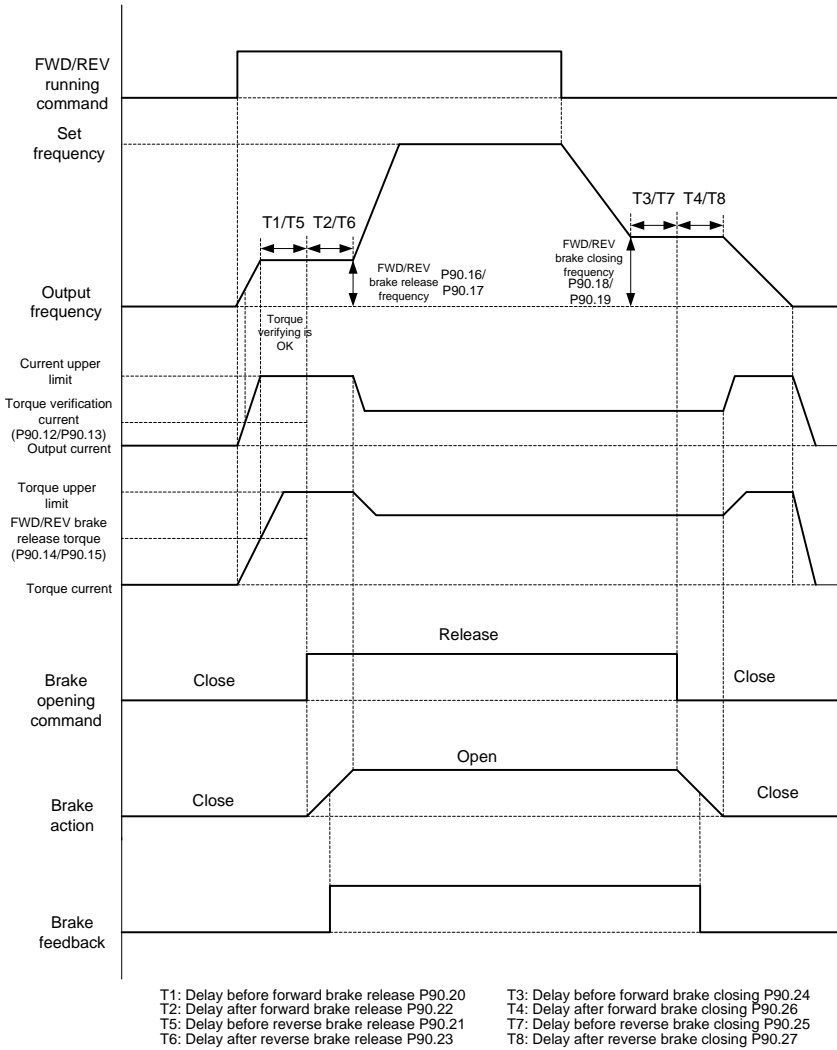 FWD/REV
running
command
Set
frequency
T1/T5 T2/T6
T3/T7 T4/T8
FWD/REV
brake release
frequency
P90.16/
P90.17
FWD/REV
brake closing
frequency
P90.18/
P90.19
Output
frequency
Torque
verifying is
OK
Current upper
limit
Torque verification
current
(P90.12/P90.13)
Output current
Torque upper
limit
FWD/REV brake
release torque
(P90.14/P90.15)
Torque current
Release
Close
Close
Brake
opening
command
Open
Close
Close
Brake
action
Brake
feedback
T1: Delay before forward brake release P90.20
T2: Delay after forward brake release P90.22
T5: Delay before reverse brake release P90.21
T6: Delay after reverse brake release P90.23
T3: Delay before forward brake closing P90.24
T4: Delay after forward brake closing P90.26
T7: Delay before reverse brake closing P90.25
T8: Delay after reverse brake closing P90.27